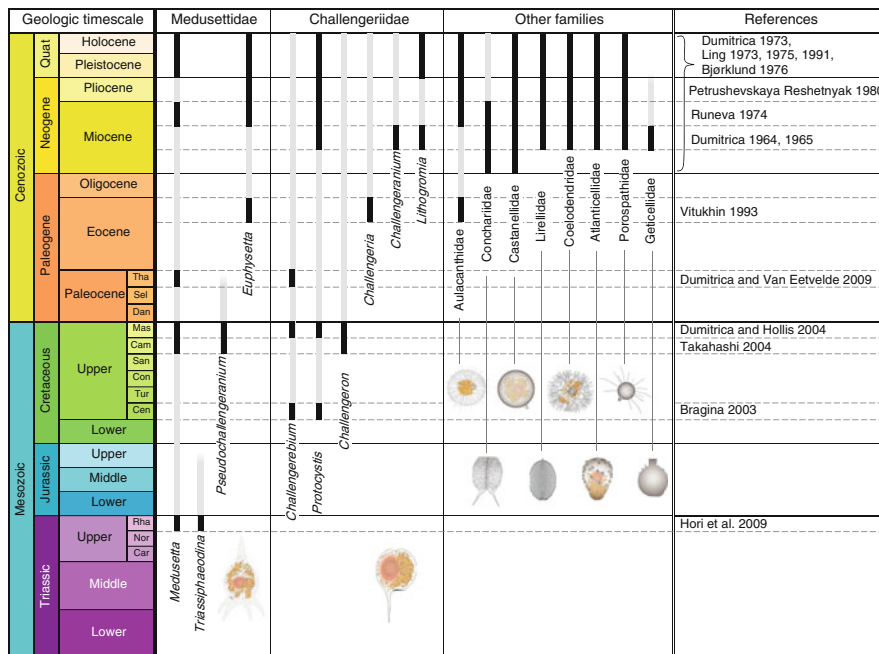 Geologic timescale
Medusettidae
Challengeriidae
Other families
References
Cenozoic
Mesozoic
Quat
Neogene
Paleogene
Cretaceous
Jurassic
Triassic
Holocene
Pleistocene
Pliocene
Miocene
Oligocene
Eocene
Paleocene
Tha
Sel
Dan
Upper
Mas
Cam
San
Con
Tur
Cen
Lower
Upper
Middle
Lower
Upper
Rha
Nor
Car
Middle
Lower
Medusetta
Triassiphaeodina
Pseudochallengeranium
Euphysetta
Challengerebium
Protocystis
Challengeron
Challengeria
Challengeranium
Lithogromia
Aulacanthidae
Conchariidae
Castanellidae
Lirellidae
Coelodendridae
Atlanticellidae
Porospathidae
Geticellidae
Dumitrica 1973,
Ling 1973, 1975, 1991,
Bjørklund 1976
Petrushevskaya Reshetnyak 1980
Runeva 1974
Dumitrica 1964, 1965
Vitukhin 1993
Dumitrica and Van Eetvelde 2009
Dumitrica and Hollis 2004
Takahashi 2004
Bragina 2003
Hori et al. 2009